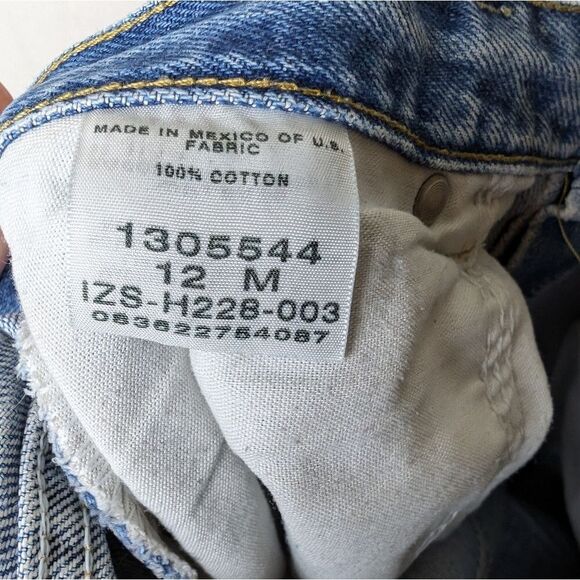 MADE IN MEXICO OF U.S.
FABRIC
100% COTTON
1305544
12 M
IZS-H228-003
083622754087